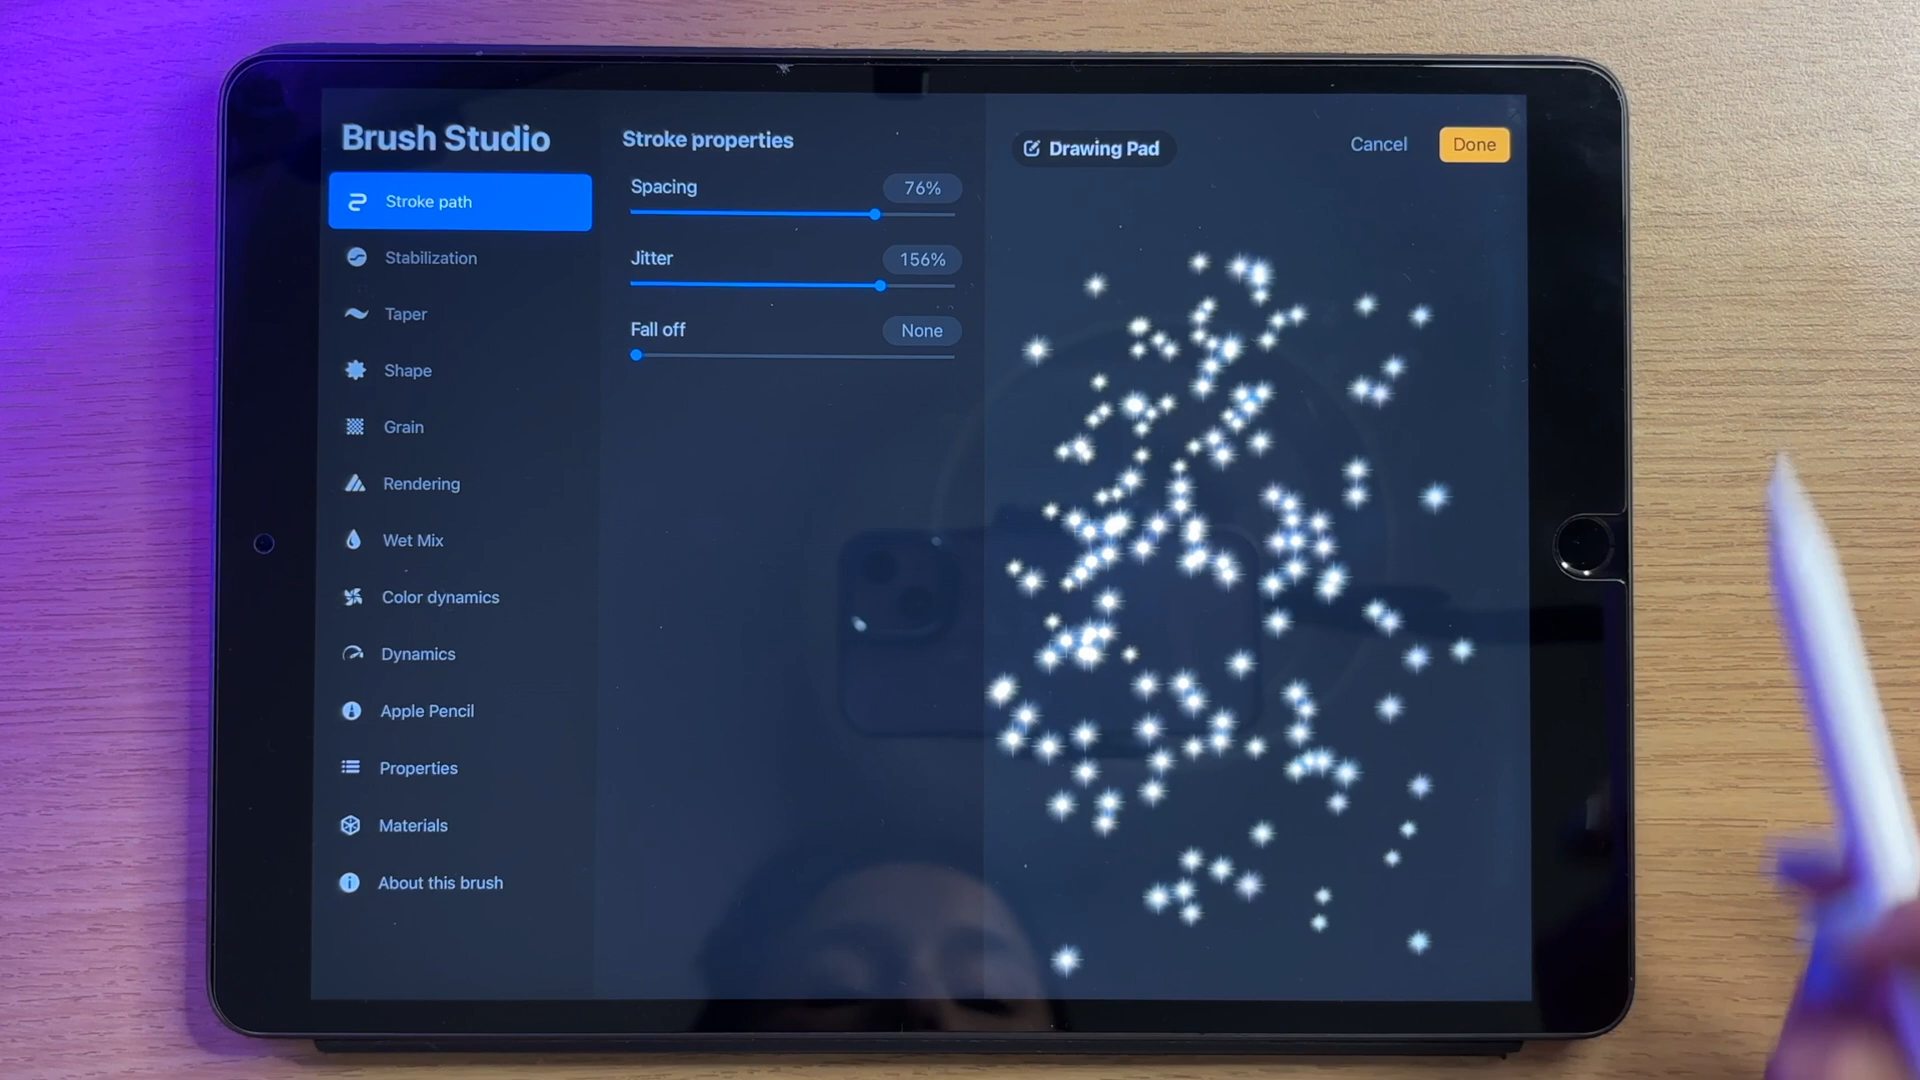 Brush Studio
Stroke path
Stabilization
Taper
Shape
Grain
Rendering
Wet Mix
Color dynamics
Dynamics
Apple Pencil
Properties
Materials
About this brush
Stroke properties
Spacing
76%
Jitter
156%
Fall off
None
Drawing Pad
Cancel
Done